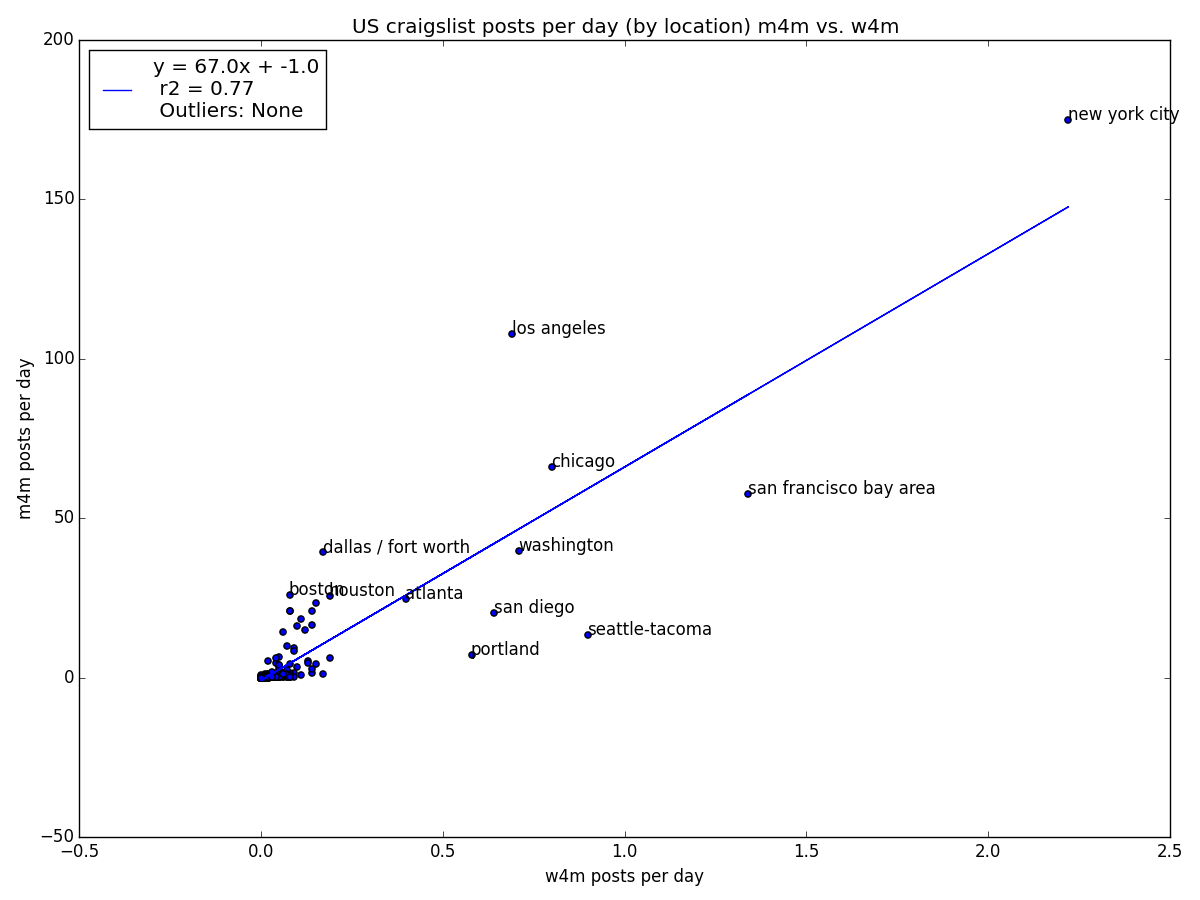 US craigslist posts per day (by location) m4m vs. w4m
200
y = 67.0x + -1.0
r2 = 0.77
Outliers: None
new york city
150
los angeles
100
chicago
san francisco bay area
50
dallas / fort worth
washington
boston
houston
atlanta
san diego
seattle-tacoma
portland
0
−50
m4m posts per day
−0.5
0.0
0.5
1.0
1.5
2.0
2.5
w4m posts per day